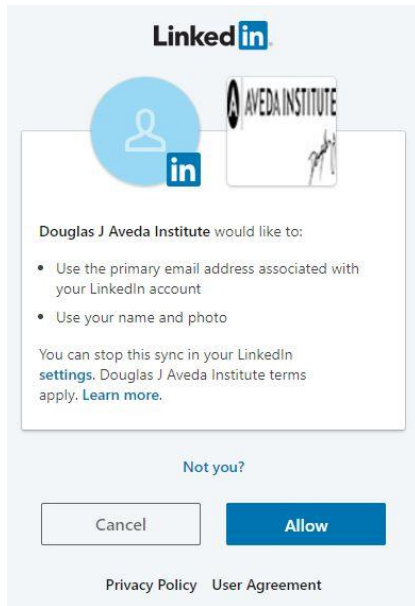 Linked in
AVEDA INSTITUTE
in
Douglas J Aveda Institute would like to:
• Use the primary email address associated with
your LinkedIn account
• Use your name and photo
You can stop this sync in your LinkedIn
settings. Douglas J Aveda Institute terms
apply. Learn more.
Not you?
Cancel
Allow
Privacy Policy User Agreement